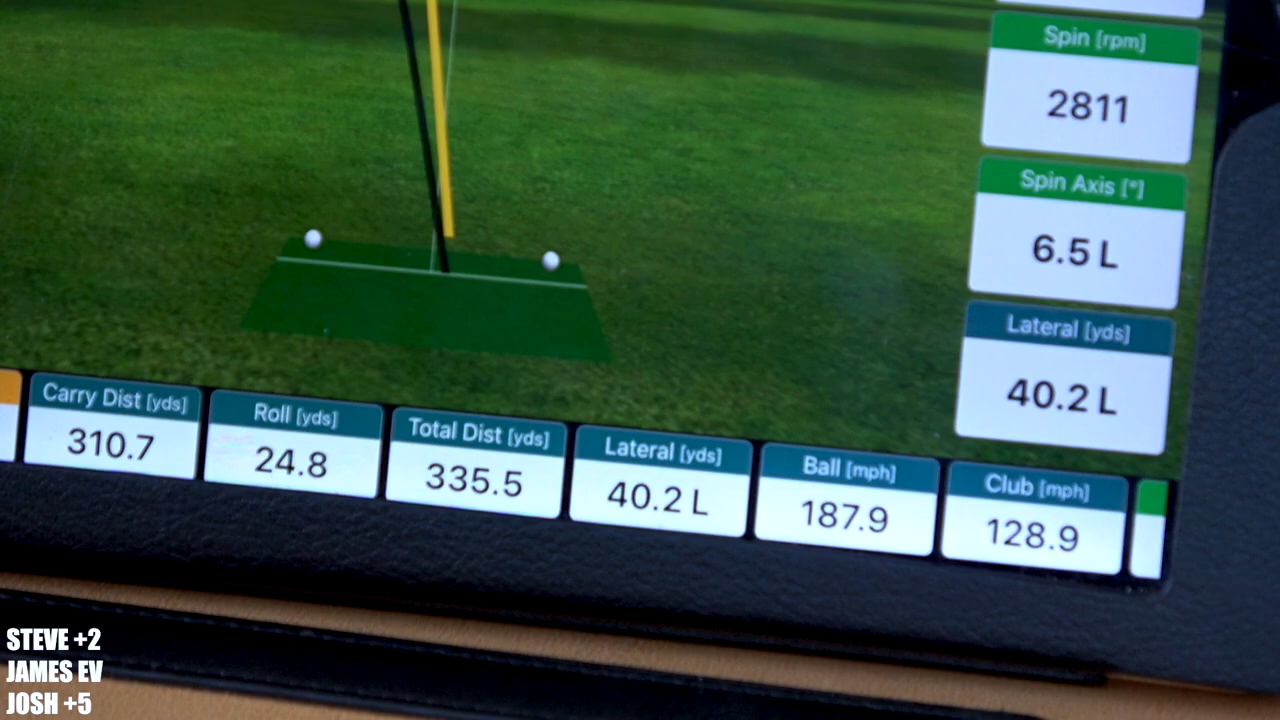 Spin [rpm]
2811
Spin Axis [°]
6.5 L
Lateral [yds]
40.2 L
Carry Dist [yds]
310.7
Roll [yds]
24.8
Total Dist [yds]
335.5
Lateral [yds]
40.2 L
Ball [mph]
187.9
Club [mph]
128.9
STEVE +2
JAMES EV
JOSH +5